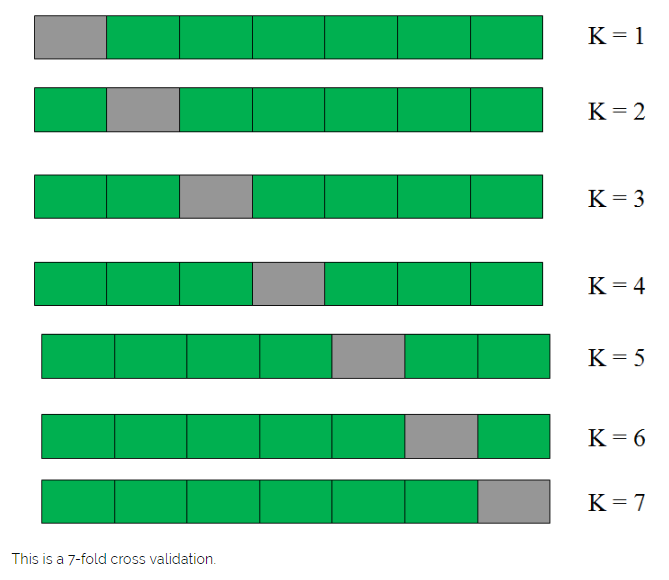 K = 1
K = 2
K = 3
K = 4
K = 5
K = 6
K = 7
This is a 7-fold cross validation.